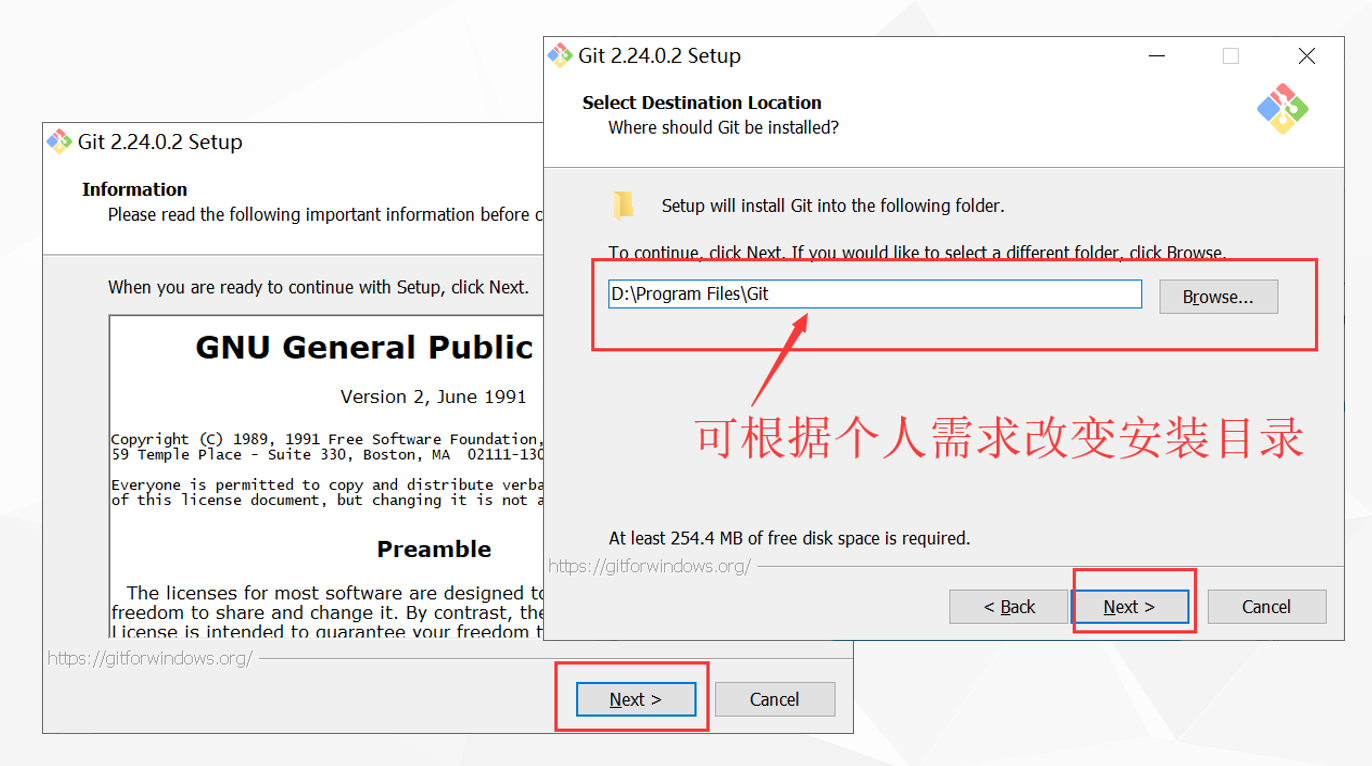 Git 2.24.0.2 Setup
Information
Please read the following important information before c
When you are ready to continue with Setup, click Next.
GNU General Public
Version 2, June 1991
Copyright (C) 1989, 1991 Free Software Foundation,
59 Temple Place - Suite 330, Boston, MA 02111-130
Everyone is permitted to copy and distribute verba
of this license document, but changing it is not a
Preamble
The licenses for most software are designed to
freedom to share and change it. By contrast, the
License is intended to guarantee your freedom t
https://gitforwindows.org/
Next >
Cancel
Git 2.24.0.2 Setup
Select Destination Location
Where should Git be installed?
Setup will install Git into the following folder.
To continue, click Next. If you would like to select a different folder, click Browse.
D:\Program Files\Git
Browse...
可根据个人需求改变安装目录
At least 254.4 MB of free disk space is required.
https://gitforwindows.org/
< Back
Next >
Cancel